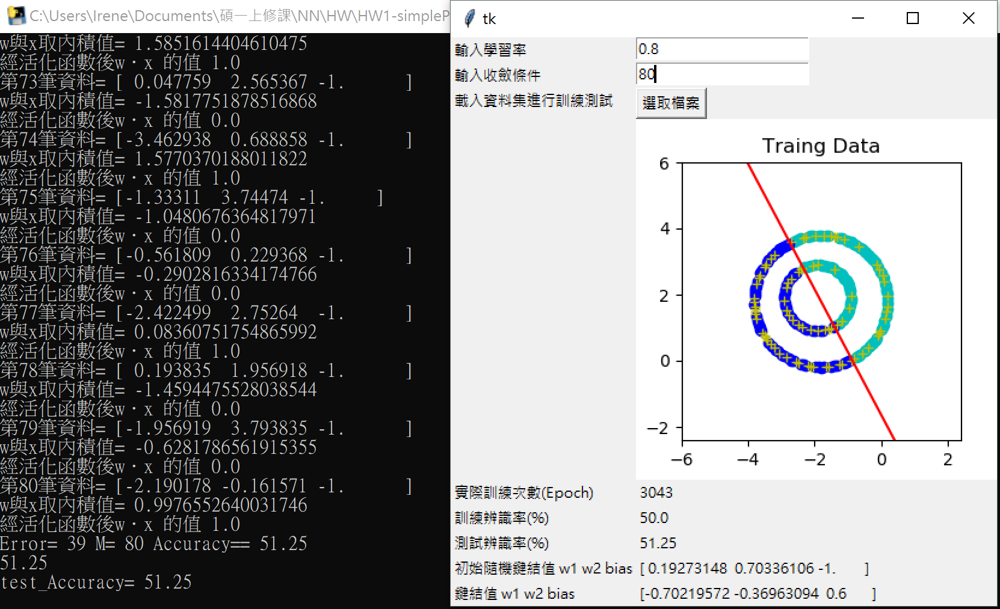 C:\Users\Irene\Documents\碩一上修課\NN\HW\HW1-simpleP
w與x取內積值= 1.5851614404610475
經活化函數後w·x 的值 1.0
第73筆資料= [ 0.047759  2.565367 -1.      ]
w與x取內積值= -1.5817751878516868
經活化函數後w·x 的值 0.0
第74筆資料= [-3.462938  0.688858 -1.      ]
w與x取內積值= 1.5770370188011822
經活化函數後w·x 的值 1.0
第75筆資料= [-1.33311  3.74474 -1.     ]
w與x取內積值= -1.0480676364817971
經活化函數後w·x 的值 0.0
第76筆資料= [-0.561809  0.229368 -1.      ]
w與x取內積值= -0.2902816334174766
經活化函數後w·x 的值 0.0
第77筆資料= [-2.422499  2.75264  -1.      ]
w與x取內積值= 0.08360751754865992
經活化函數後w·x 的值 1.0
第78筆資料= [ 0.193835  1.956918 -1.      ]
w與x取內積值= -1.4594475528038544
經活化函數後w·x 的值 0.0
第79筆資料= [-1.956919  3.793835 -1.      ]
w與x取內積值= -0.6281786561915355
經活化函數後w·x 的值 0.0
第80筆資料= [-2.190178 -0.161571 -1.      ]
w與x取內積值= 0.9976552640031746
經活化函數後w·x 的值 1.0
Error= 39 M= 80 Accuracy== 51.25
51.25
test_Accuracy= 51.25
tk
輸入學習率 0.8
輸入收斂條件 80
載入資料集進行訓練測試 選取檔案
Traing Data
6
4
2
0
−2
−6 −4 −2 0 2
實際訓練次數(Epoch) 3043
訓練辨識率(%) 50.0
測試辨識率(%) 51.25
初始隨機鍵結值 w1 w2 bias [ 0.19273148  0.70336106 -1.      ]
鍵結值 w1 w2 bias [-0.70219572 -0.36963094  0.6      ]